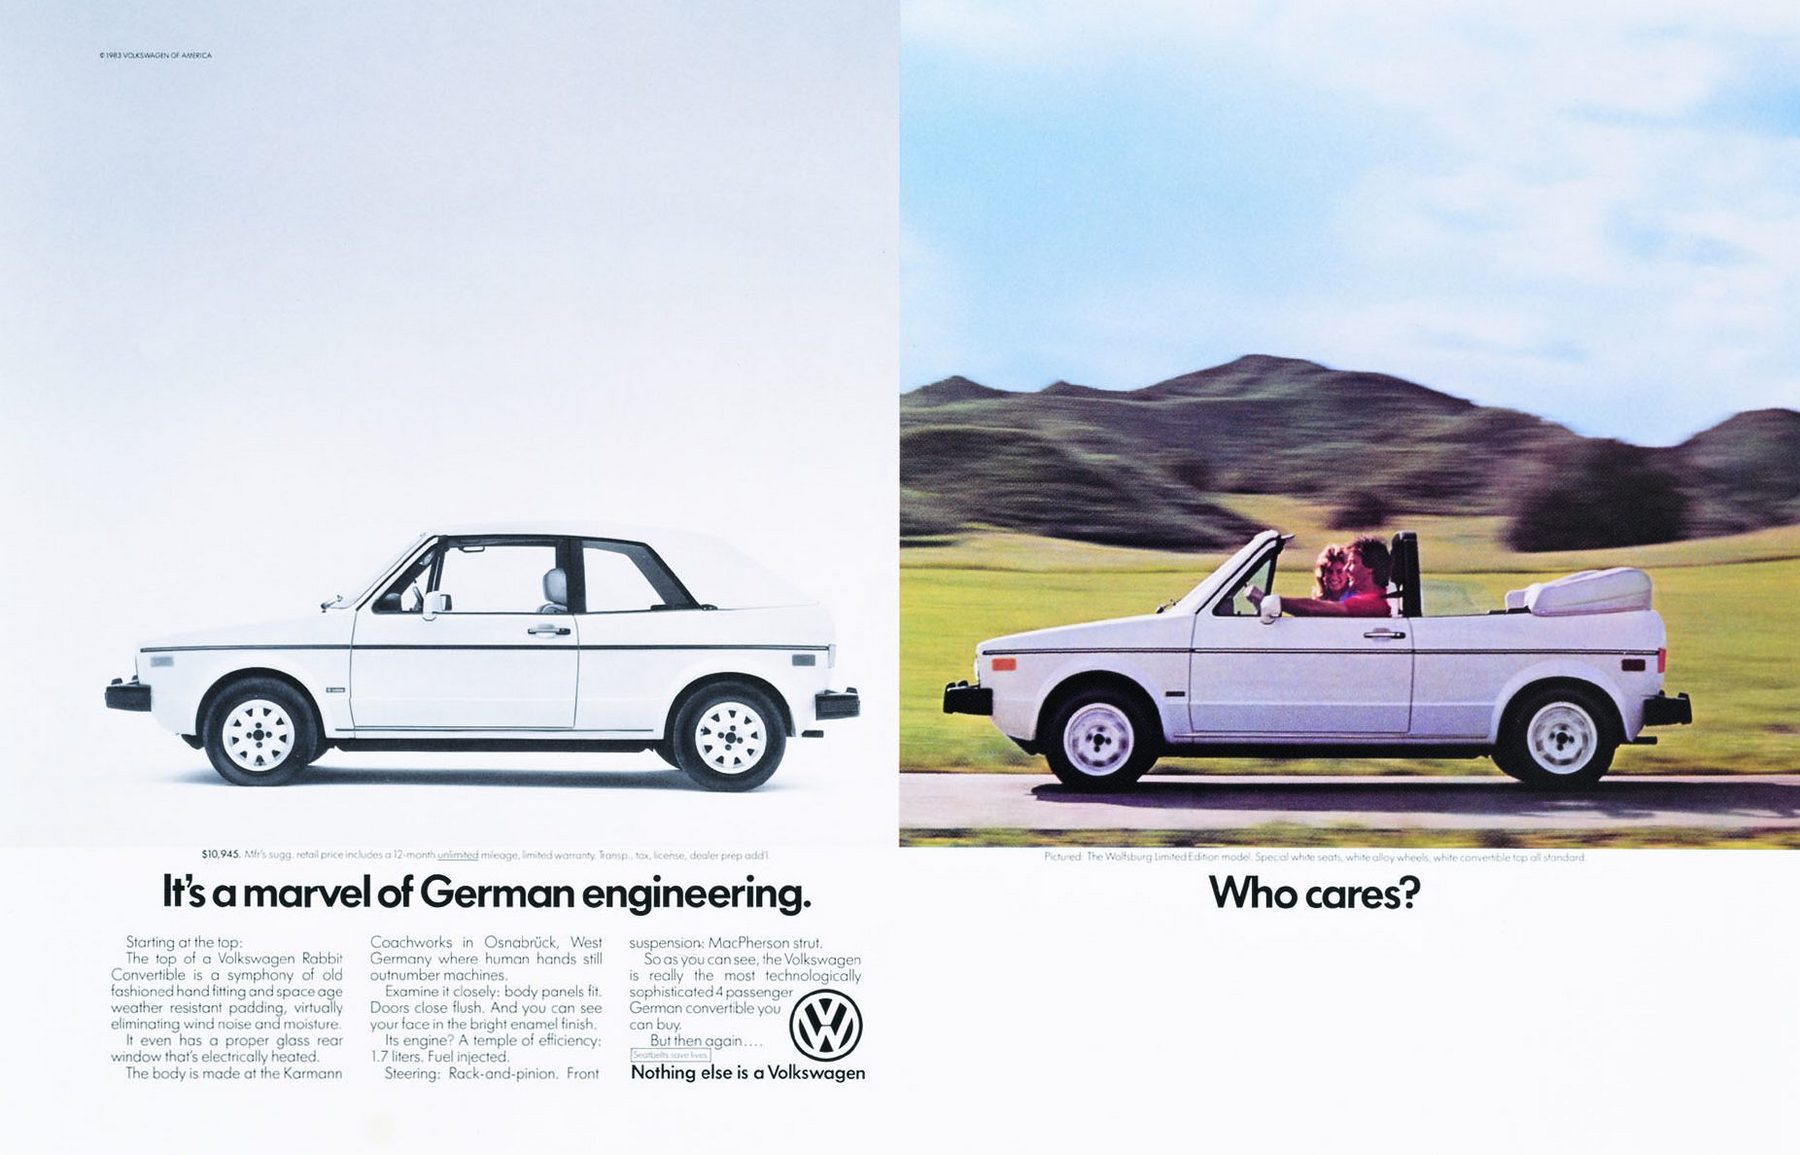 © 1983 VOLKSWAGEN OF AMERICA
$10,945. Mfr's sugg. retail price includes a 12-month unlimited mileage, limited warranty. Transp., tax, license, dealer prep add'l.
It's a marvel of German engineering.
Starting at the top:
The top of a Volkswagen Rabbit
Convertible is a symphony of old
fashioned hand fitting and space age
weather resistant padding, virtually
eliminating wind noise and moisture.
It even has a proper glass rear
window that's electrically heated.
The body is made at the Karmann
Coachworks in Osnabrück, West
Germany where human hands still
outnumber machines.
Examine it closely: body panels fit.
Doors close flush. And you can see
your face in the bright enamel finish.
Its engine? A temple of efficiency:
1.7 liters. Fuel injected.
Steering: Rack-and-pinion. Front
suspension: MacPherson strut.
So as you can see, the Volkswagen
is really the most technologically
sophisticated 4 passenger
German convertible you
can buy.
But then again....
Seatbelts save lives
Nothing else is a Volkswagen
Pictured: The Wolfsburg Limited Edition model. Special white seats, white alloy wheels, white convertible top all standard.
Who cares?